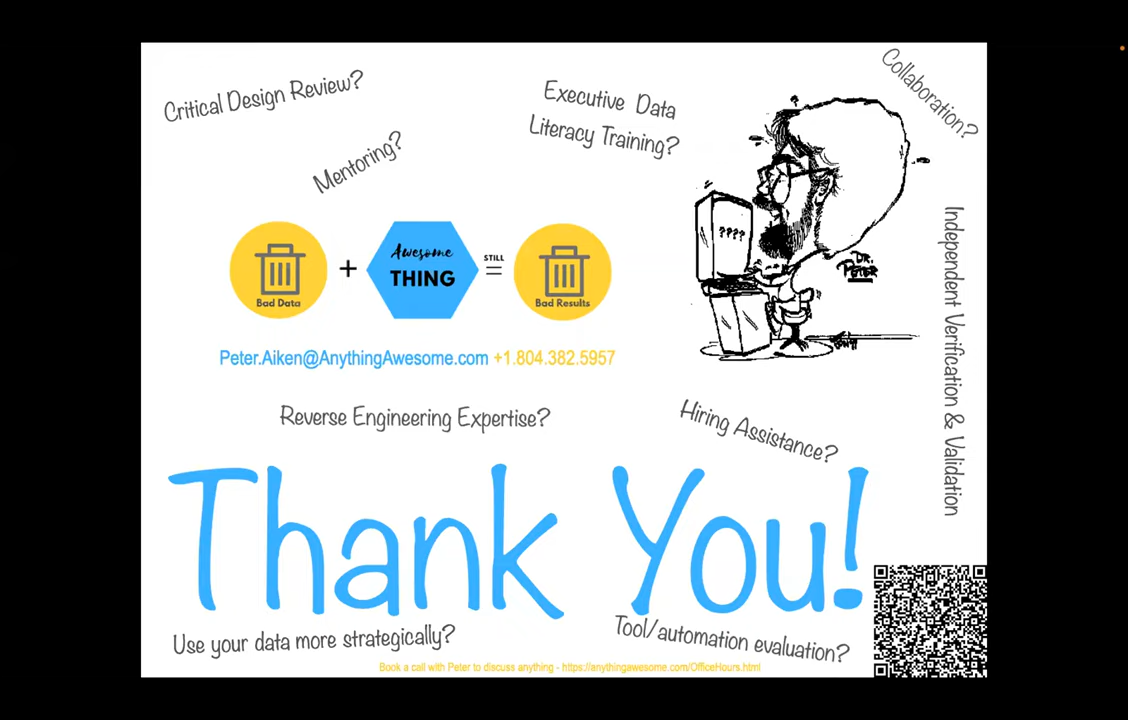 Critical Design Review?
Mentoring?
Executive Data
Literacy Training?
Collaboration?
????
DR.
PETER
Independent Verification & Validation
Bad Data
+
Awesome
THING
STILL
=
Bad Results
Peter.Aiken@AnythingAwesome.com +1.804.382.5957
Reverse Engineering Expertise?
Hiring Assistance?
Thank You!
Use your data more strategically?
Tool/automation evaluation?
Book a call with Peter to discuss anything - https://anythingawesome.com/OfficeHours.html